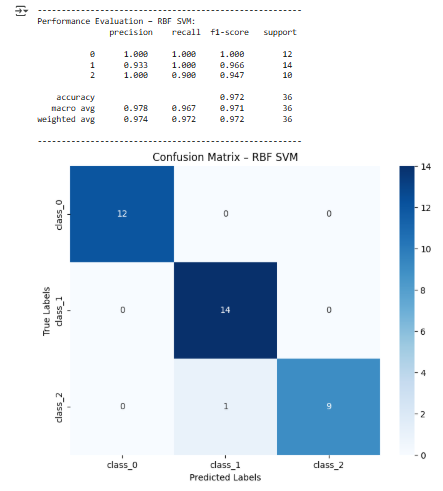 ------------------------------------------------------
Performance Evaluation – RBF SVM:
precision recall f1-score support
0 1.000 1.000 1.000 12
1 0.933 1.000 0.966 14
2 1.000 0.900 0.947 10
accuracy 0.972 36
macro avg 0.978 0.967 0.971 36
weighted avg 0.974 0.972 0.972 36
------------------------------------------------------
Confusion Matrix – RBF SVM
14
12
10
8
6
4
2
0
class_0 12 0 0
True Labels
class_1 0 14 0
class_2 0 1 9
class_0 class_1 class_2
Predicted Labels